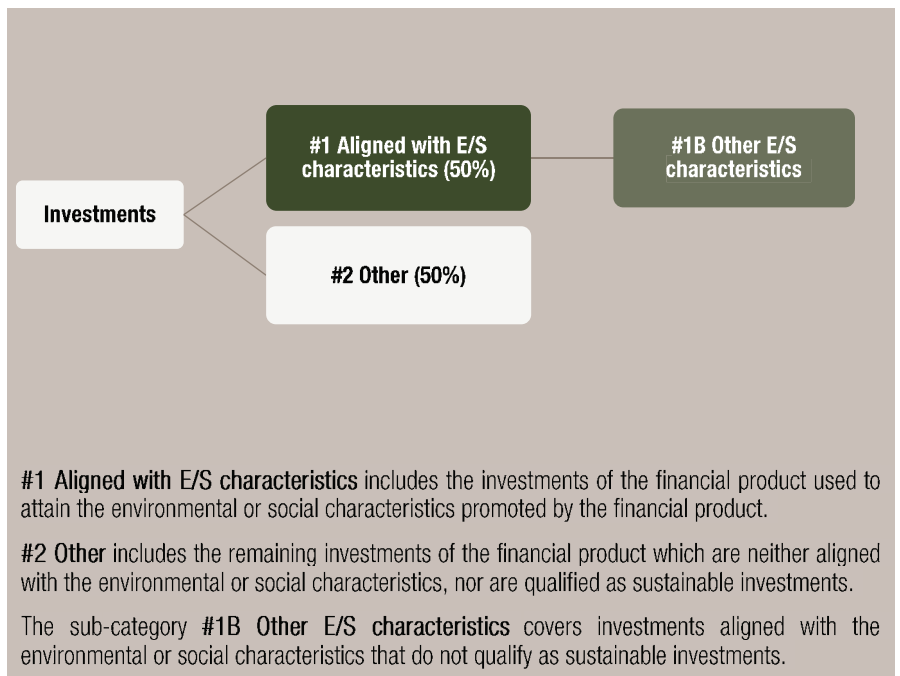 #1 Aligned with E/S
characteristics (50%)
#1B Other E/S
characteristics
Investments
#2 Other (50%)
#1 Aligned with E/S characteristics includes the investments of the financial product used to
attain the environmental or social characteristics promoted by the financial product.
#2 Other includes the remaining investments of the financial product which are neither aligned
with the environmental or social characteristics, nor are qualified as sustainable investments.
The sub-category #1B Other E/S characteristics covers investments aligned with the
environmental or social characteristics that do not qualify as sustainable investments.